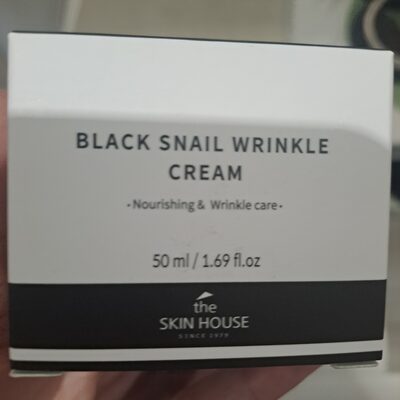 BLACK SNAIL WRINKLE
CREAM
•Nourishing & Wrinkle care•
50 ml / 1.69 fl.oz
the
SKIN HOUSE
SINCE 1979